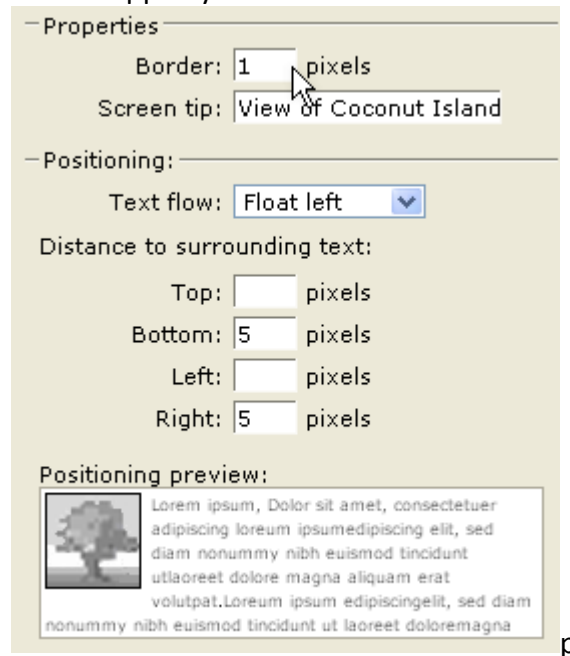 Properties
Border: 1 pixels
Screen tip: View of Coconut Island
Positioning:
Text flow: Float left
Distance to surrounding text:
Top: pixels
Bottom: 5 pixels
Left: pixels
Right: 5 pixels
Positioning preview:
Lorem ipsum, Dolor sit amet, consectetuer
adipiscing loreum ipsumedipiscing elit, sed
diam nonummy nibh euismod tincidunt
utlaoreet dolore magna aliquam erat
volutpat.Loreum ipsum edipiscingelit, sed diam
nonummy nibh euismod tincidunt ut laoreet doloremagna